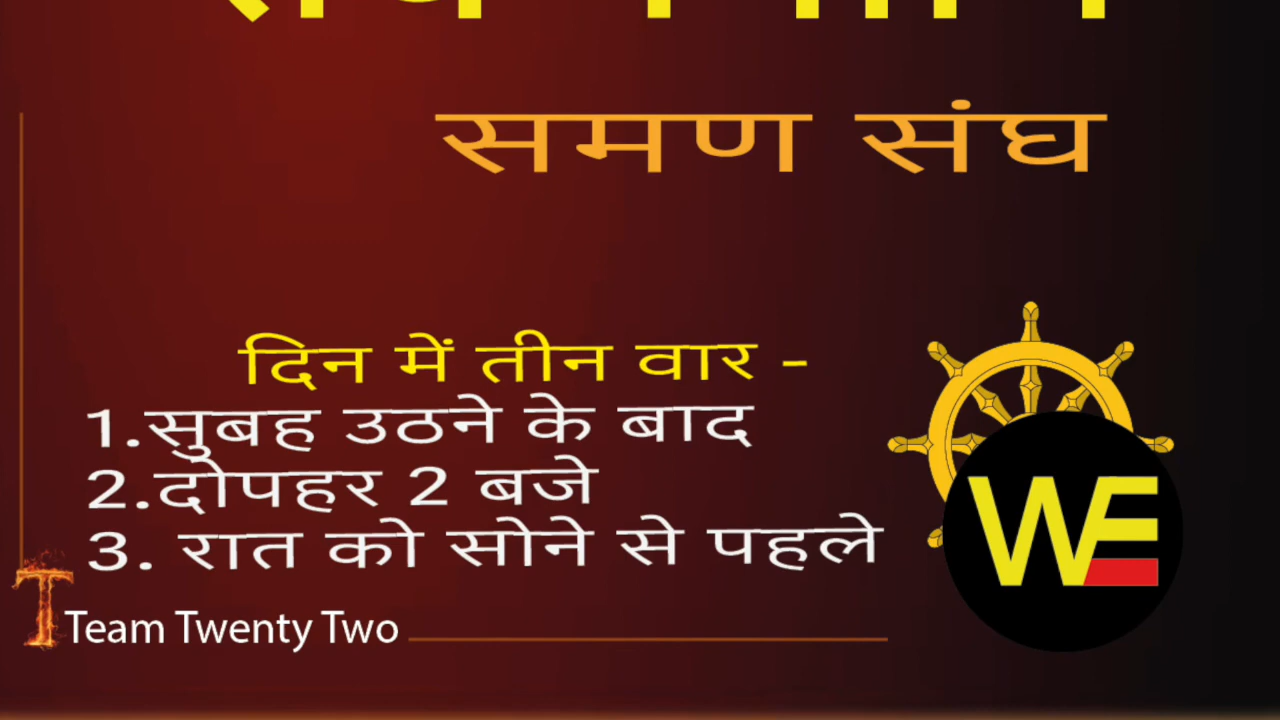 समण संघ
दिन में तीन वार -
1.सुबह उठने के बाद
2.दोपहर 2 बजे
3. रात को सोने से पहले
Team Twenty Two
WE